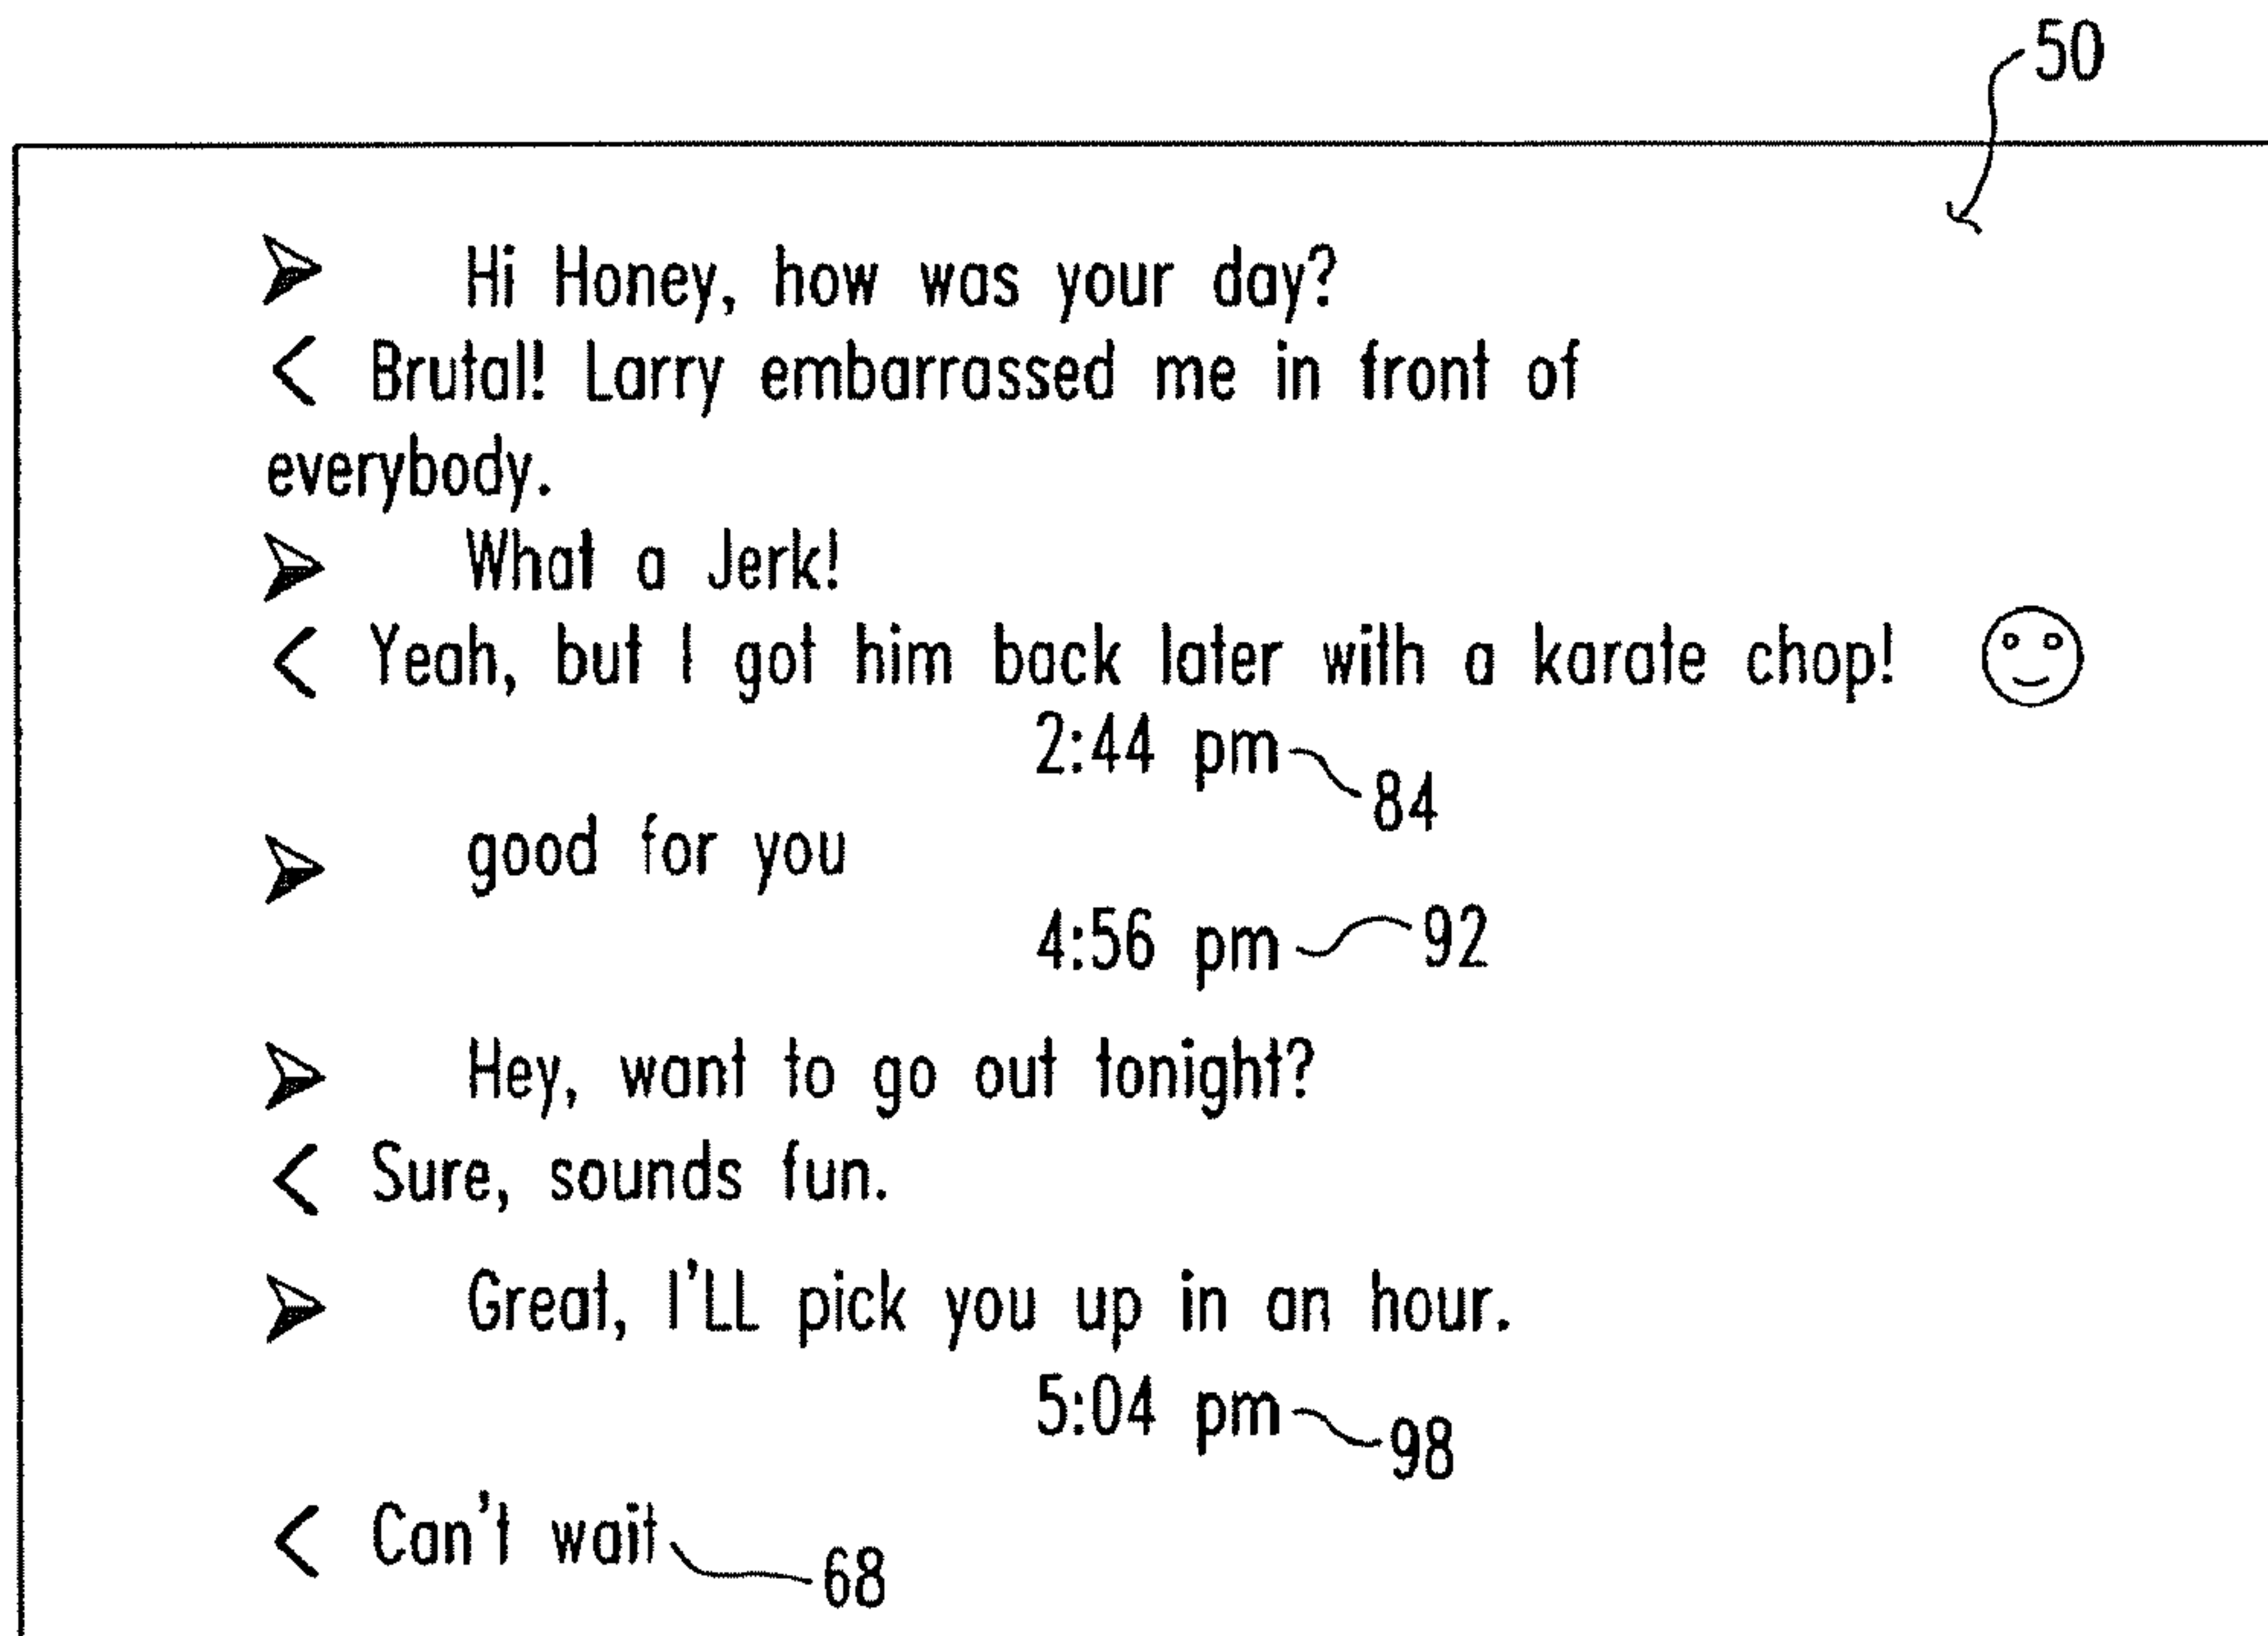 50
➢ Hi Honey, how was your day?
< Brutal! Larry embarrassed me in front of
everybody.
➢ What a Jerk!
< Yeah, but I got him back later with a karate chop!
2:44 pm
84
➢ good for you
4:56 pm 92
➢ Hey, want to go out tonight?
< Sure, sounds fun.
➢ Great, I'LL pick you up in an hour.
5:04 pm
98
< Can't wait
68